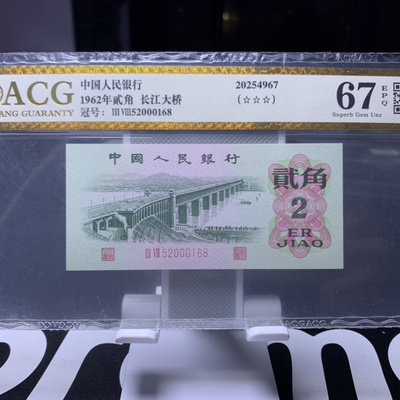 ACG
ANG GUARANTY
中国人民银行
1962年贰角 长江大桥
冠号: III VIII 52000168
20254967
(☆☆☆)
67
EPQ
Superb Gem Unc
中國人民銀行
貳角
2
ER
JIAO
III VIII 52000168